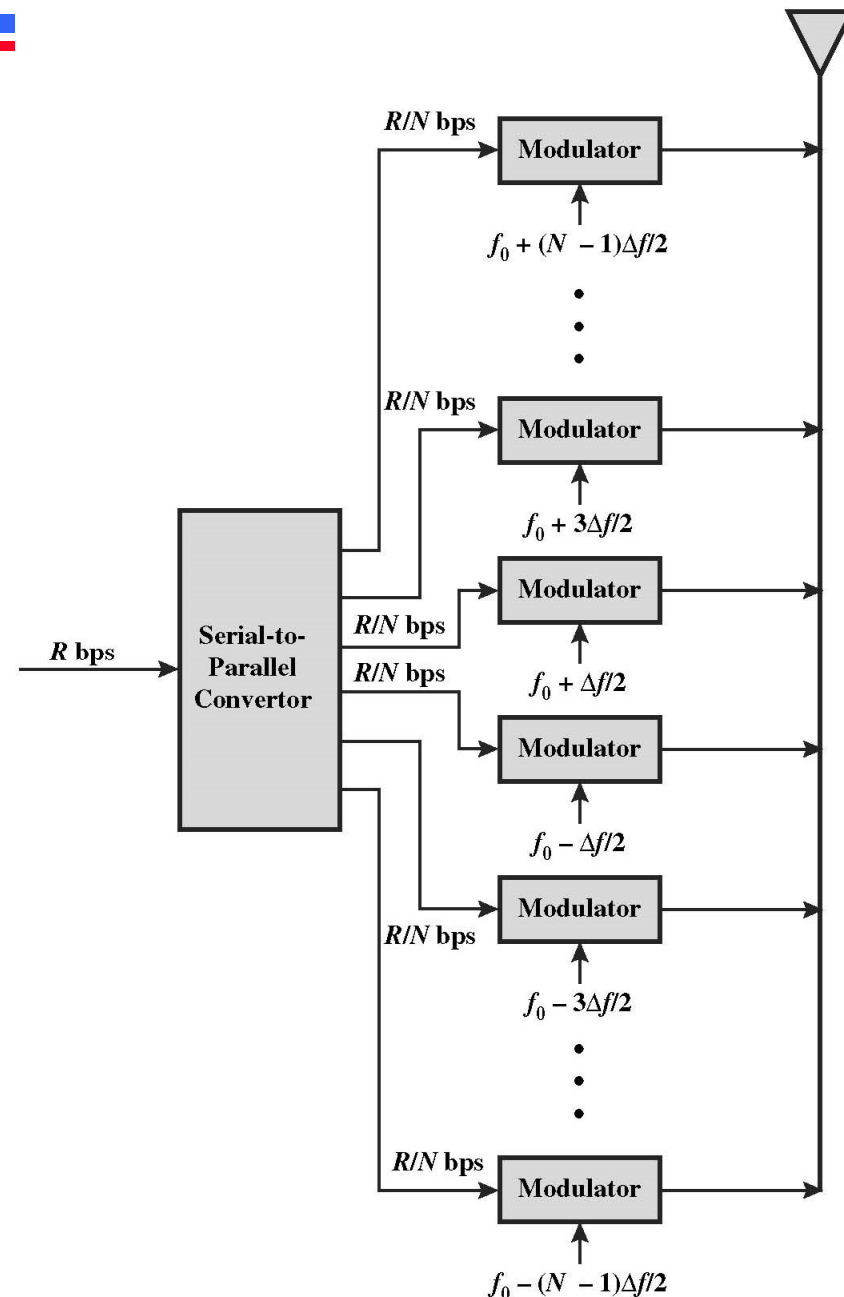 R/N bps
Modulator
f₀ + (N – 1)Δf/2
R/N bps
Modulator
f₀ + 3Δf/2
R/N bps
Modulator
f₀ + Δf/2
R bps
Serial-to-
Parallel
Convertor
R/N bps
Modulator
f₀ – Δf/2
R/N bps
Modulator
f₀ – 3Δf/2
R/N bps
Modulator
f₀ – (N – 1)Δf/2